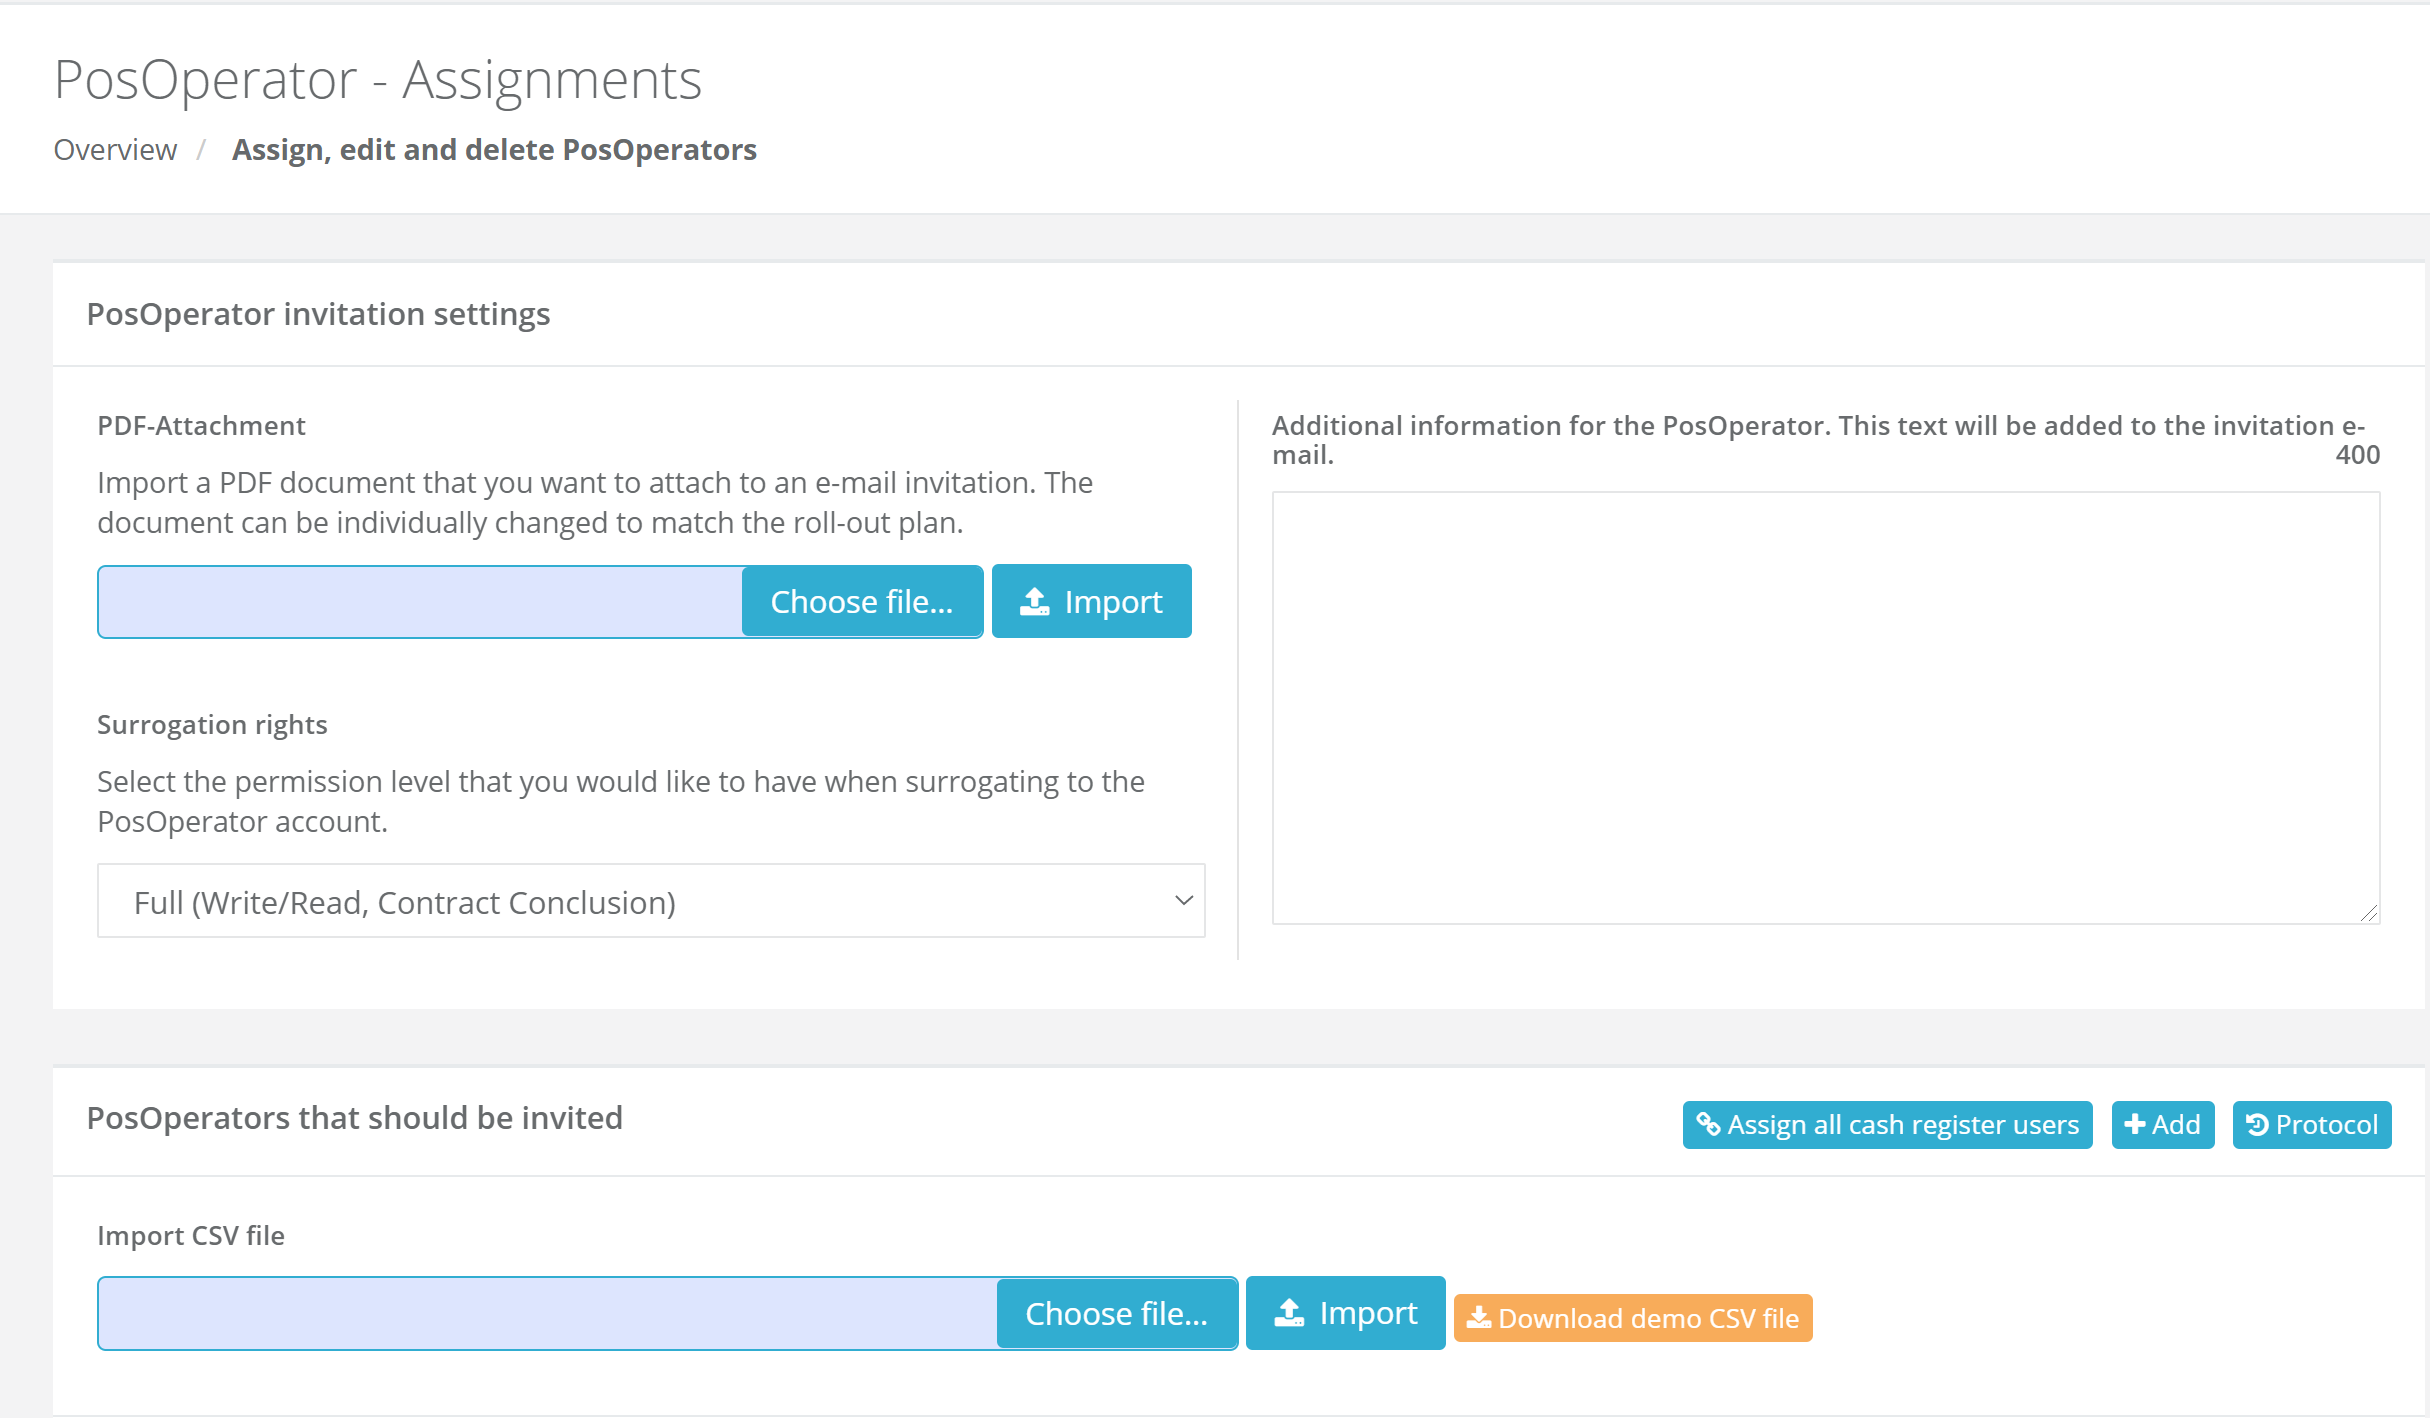 PosOperator - Assignments
Overview / Assign, edit and delete PosOperators
PosOperator invitation settings
PDF-Attachment
Import a PDF document that you want to attach to an e-mail invitation. The
document can be individually changed to match the roll-out plan.
Choose file... Import
Surrogation rights
Select the permission level that you would like to have when surrogating to the
PosOperator account.
Full (Write/Read, Contract Conclusion)
Additional information for the PosOperator. This text will be added to the invitation e-
mail. 400
PosOperators that should be invited
Assign all cash register users Add Protocol
Import CSV file
Choose file... Import Download demo CSV file